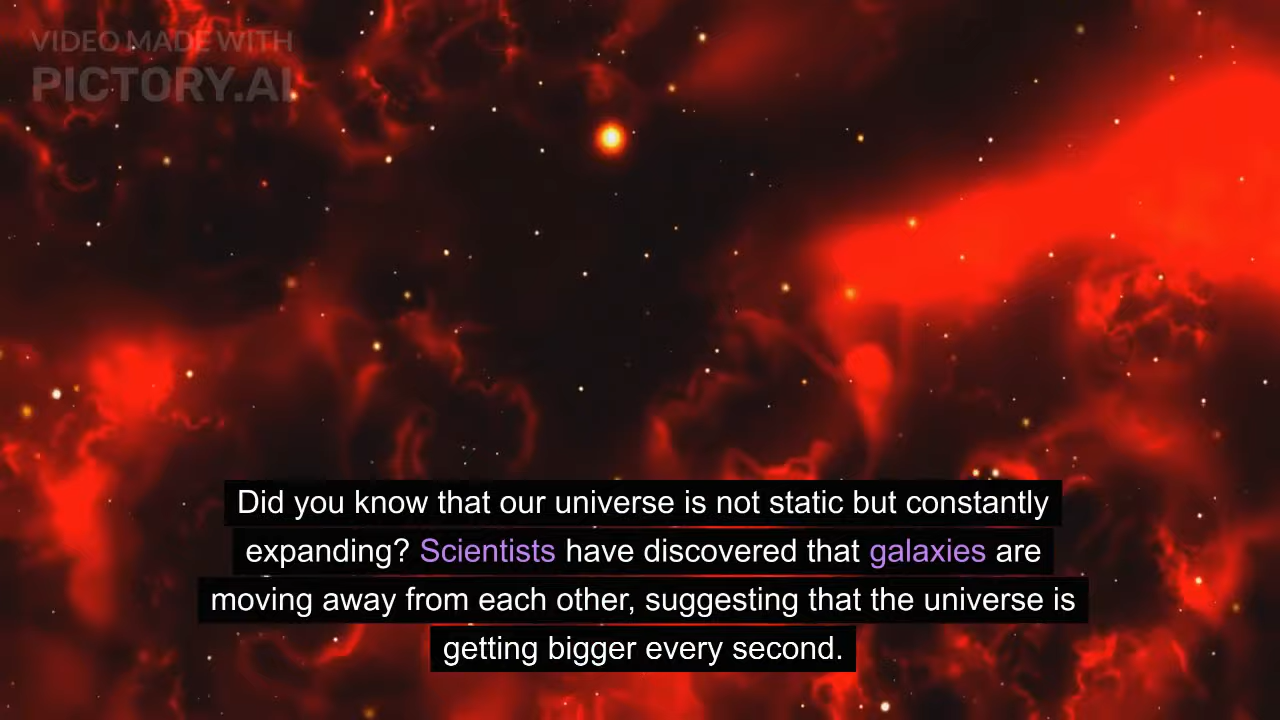 VIDEO MADE WITH
PICTORY.AI
Did you know that our universe is not static but constantly
expanding? Scientists have discovered that galaxies are
moving away from each other, suggesting that the universe is
getting bigger every second.